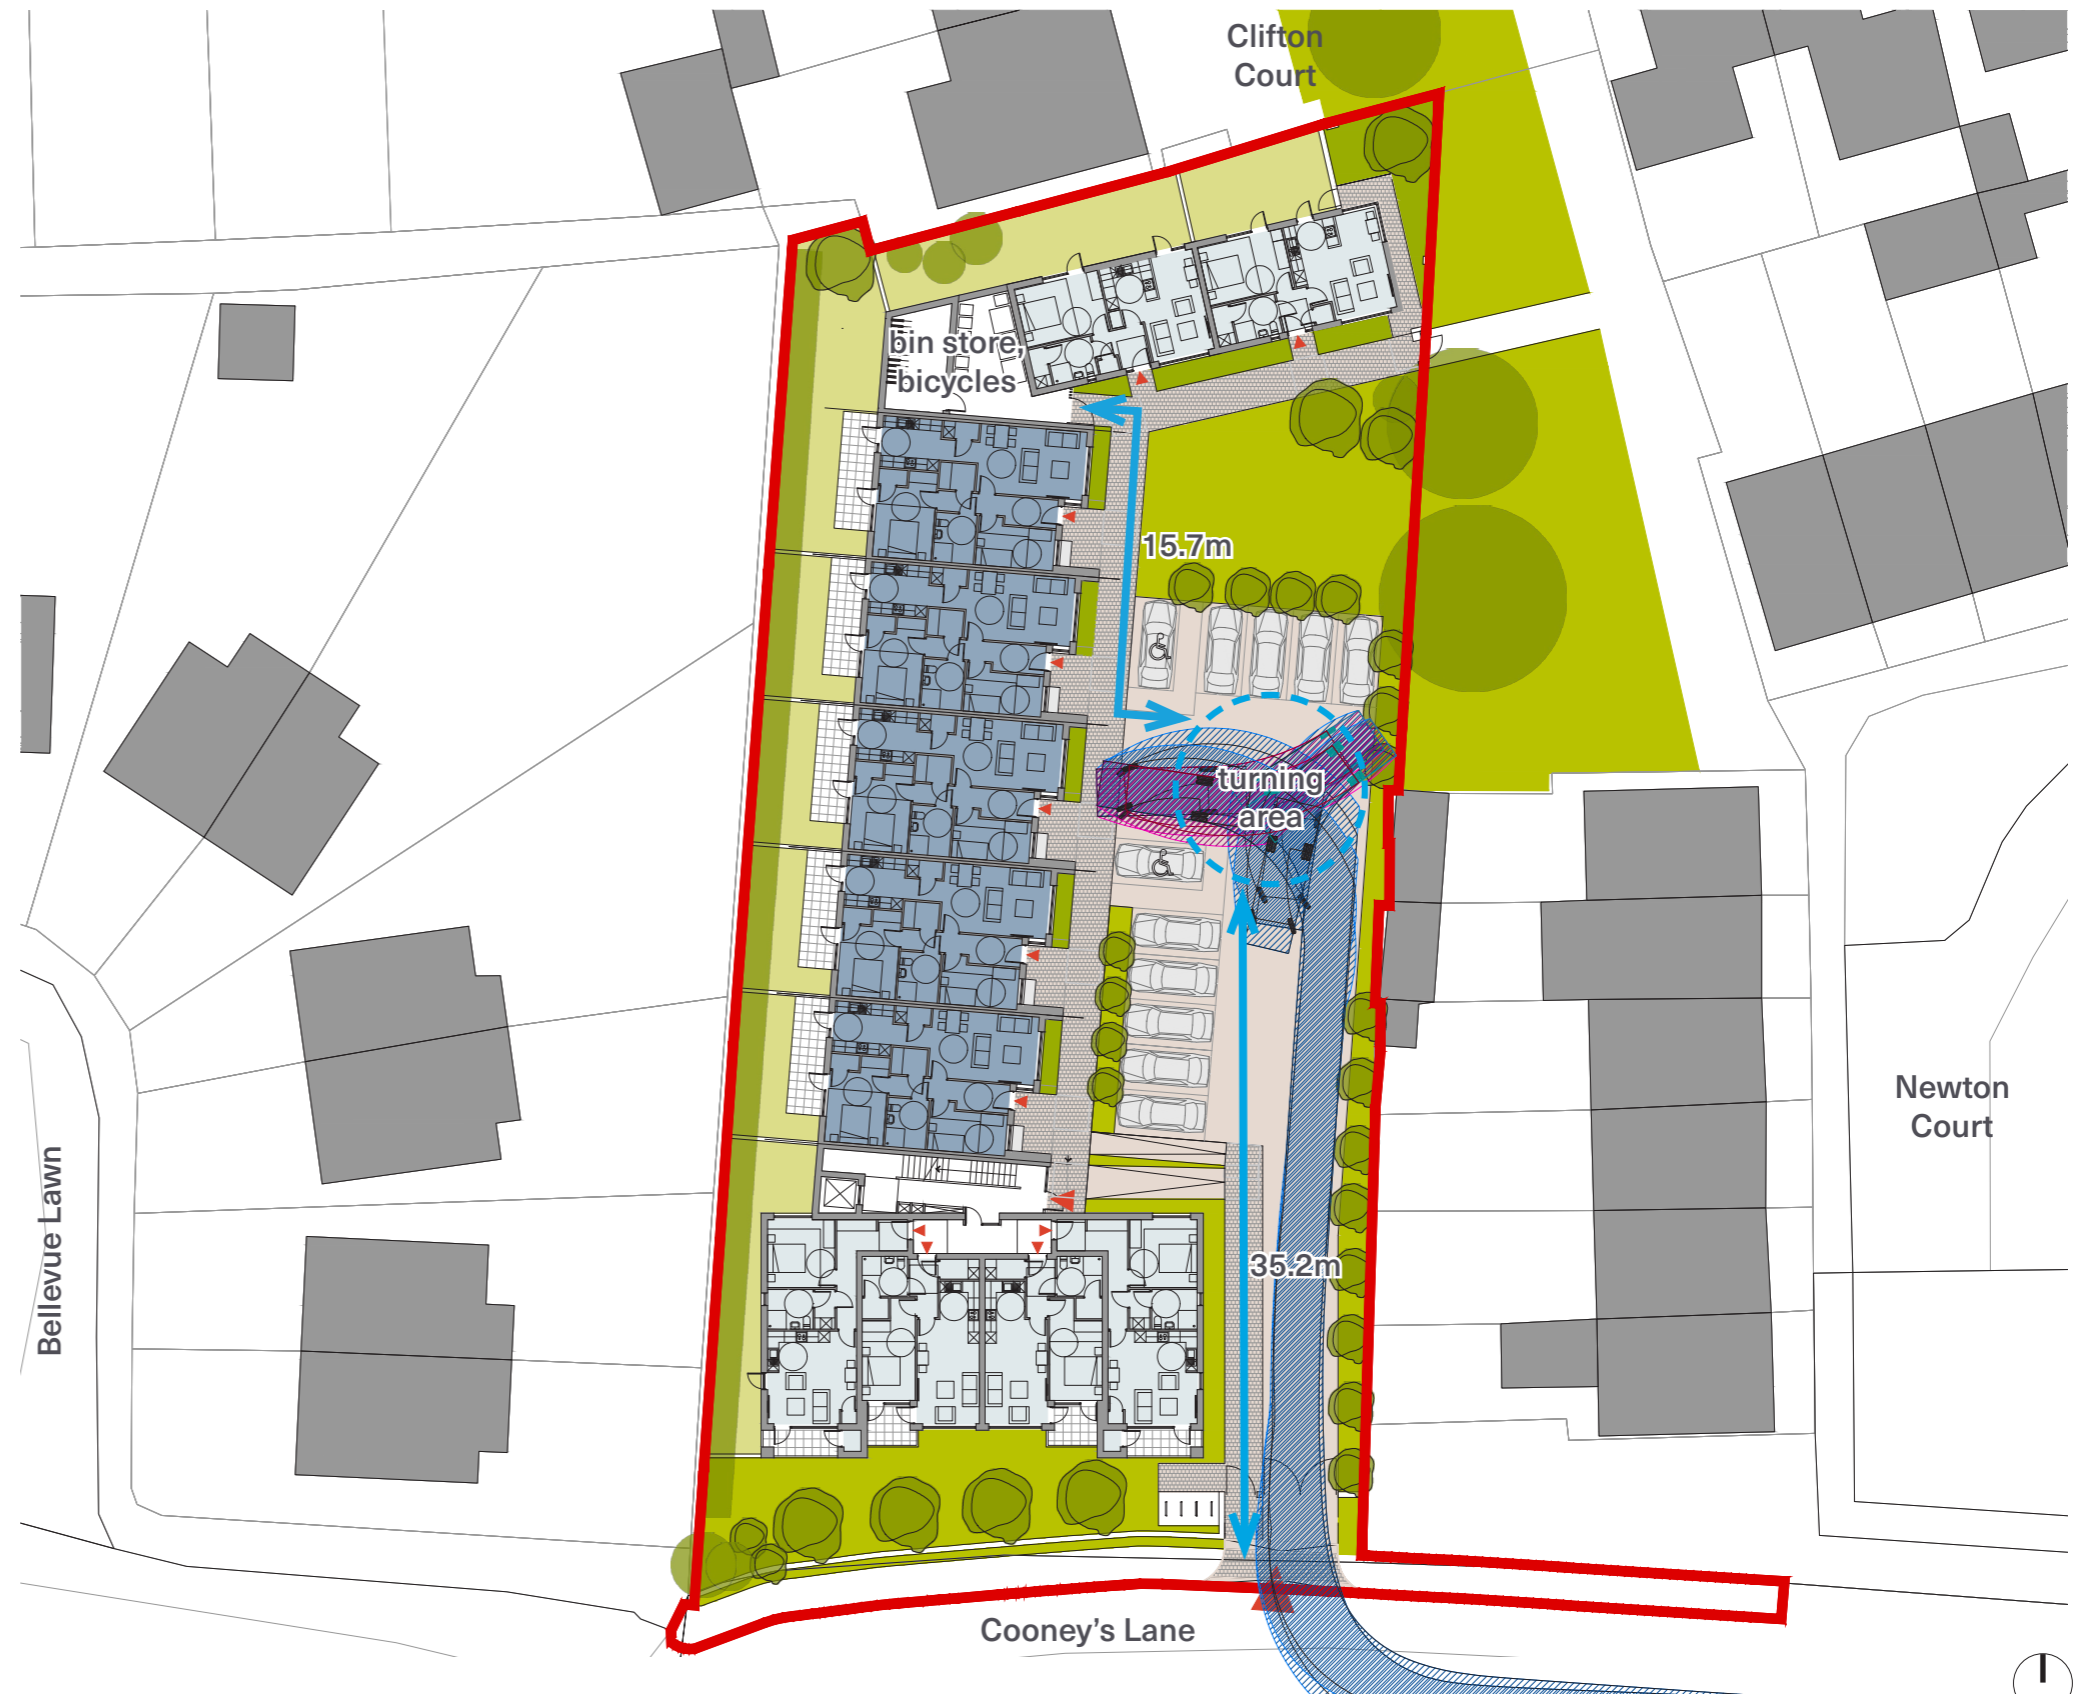 Clifton
Court
bin store,
bicycles
15.7m
turning
area
Newton
Court
Bellevue Lawn
35.2m
Cooney's Lane